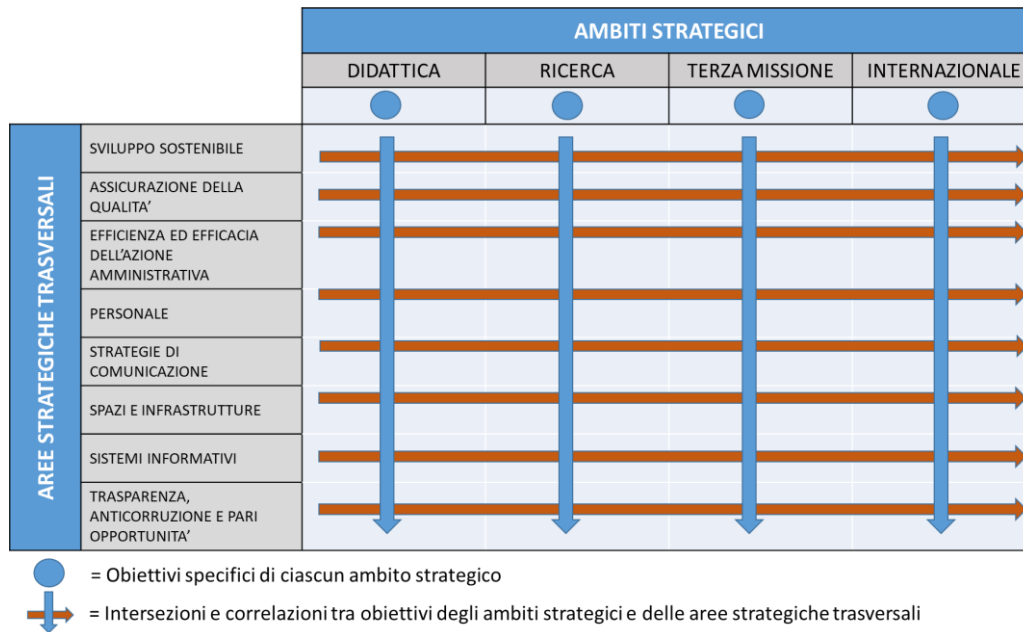 AMBITI STRATEGICI
DIDATTICA
RICERCA
TERZA MISSIONE
INTERNAZIONALE
AREE STRATEGICHE TRASVERSALI
SVILUPPO SOSTENIBILE
ASSICURAZIONE DELLA
QUALITA’
EFFICIENZA ED EFFICACIA
DELL’AZIONE
AMMINISTRATIVA
PERSONALE
STRATEGIE DI
COMUNICAZIONE
SPAZI E INFRASTRUTTURE
SISTEMI INFORMATIVI
TRASPARENZA,
ANTICORRUZIONE E PARI
OPPORTUNITA’
= Obiettivi specifici di ciascun ambito strategico
= Intersezioni e correlazioni tra obiettivi degli ambiti strategici e delle aree strategiche trasversali